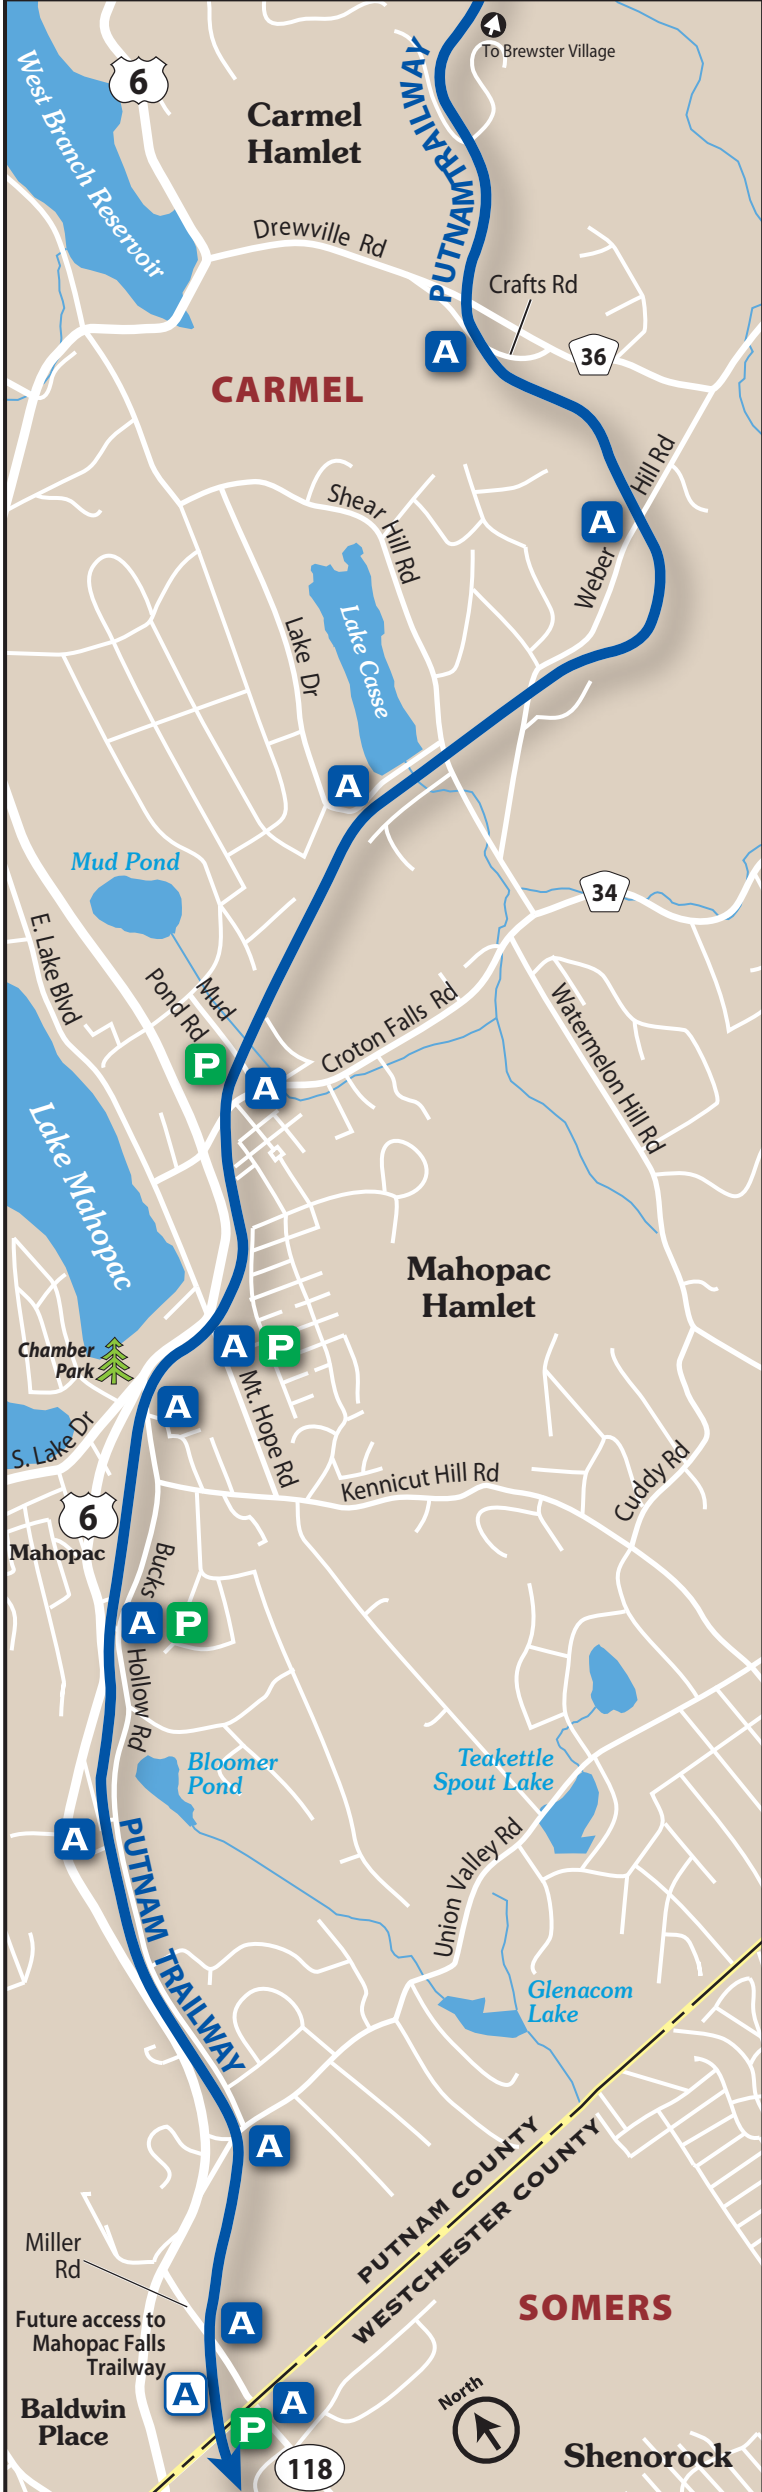 To Brewster Village
6
West Branch Reservoir
Carmel
Hamlet
PUTNAM TRAILWAY
Drewville Rd
Crafts Rd
A
36
CARMEL
Shear Hill Rd
A
Weber Hill Rd
Lake Dr
Lake Casse
A
Mud Pond
34
E. Lake Blvd
Mud
Pond Rd
Croton Falls Rd
Watermelon Hill Rd
P
A
Lake Mahopac
Mahopac
Hamlet
Chamber
Park
A P
A
Mt. Hope Rd
S. Lake Dr
Kennicut Hill Rd
Cuddy Rd
6
Mahopac
Bucks Hollow Rd
A P
Bloomer
Pond
Teakettle
Spout Lake
A
PUTNAM TRAILWAY
Union Valley Rd
Glenacom
Lake
A
PUTNAM COUNTY
WESTCHESTER COUNTY
Miller
Rd
SOMERS
Future access to
Mahopac Falls
Trailway
A
A
A
P
Baldwin
Place
North
118
Shenorock